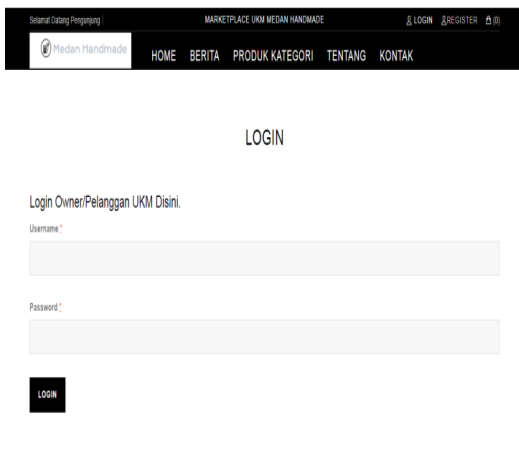 Selamat Datang Pengunjung | MARKETPLACE UKM MEDAN HANDMADE LOGIN REGISTER (0)
Medan Handmade HOME BERITA PRODUK KATEGORI TENTANG KONTAK
LOGIN
Login Owner/Pelanggan UKM Disini.
Username *
Password *
LOGIN